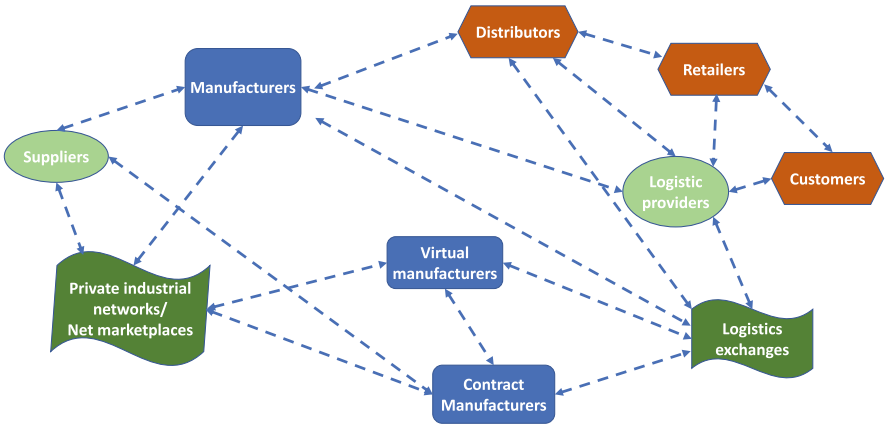 Distributors
Manufacturers
Retailers
Suppliers
Logistic
providers
Customers
Virtual
manufacturers
Private industrial
networks/
Net marketplaces
Logistics
exchanges
Contract
Manufacturers